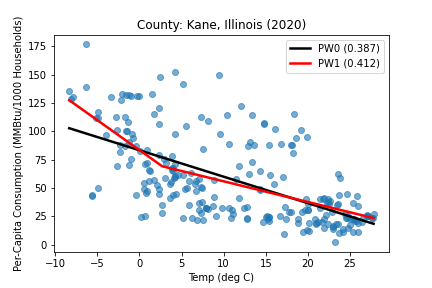 County: Kane, Illinois (2020)
PW0 (0.387)
PW1 (0.412)
Per-Capita Consumption (MMBtu/1000 Households)
175
150
125
100
75
50
25
0
−10 −5 0 5 10 15 20 25
Temp (deg C)